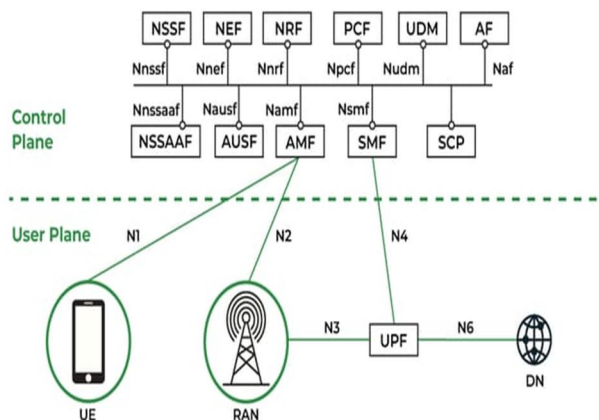 NSSF NEF NRF PCF UDM AF
Nnssf Nnef Nnrf Npcf Nudm Naf
Control
Plane
Nnssaaf Nausf Namf Nsmf
NSSAAF AUSF AMF SMF SCP
User Plane N1 N2 N4
N3 UPF N6
DN
UE RAN